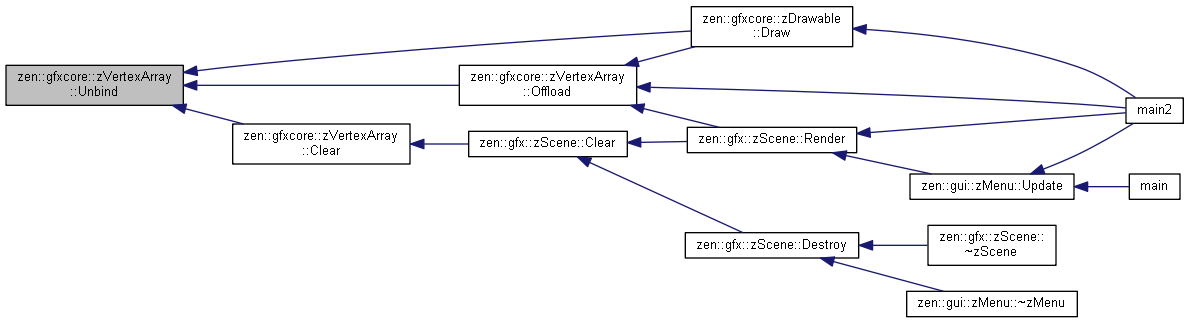 zen::gfxcore::zVertexArray
::Unbind
zen::gfxcore::zDrawable
::Draw
zen::gfxcore::zVertexArray
::Offload
main2
zen::gfxcore::zVertexArray
::Clear
zen::gfx::zScene::Clear
zen::gfx::zScene::Render
zen::gui::zMenu::Update
main
zen::gfx::zScene::Destroy
zen::gfx::zScene::
~zScene
zen::gui::zMenu::~zMenu